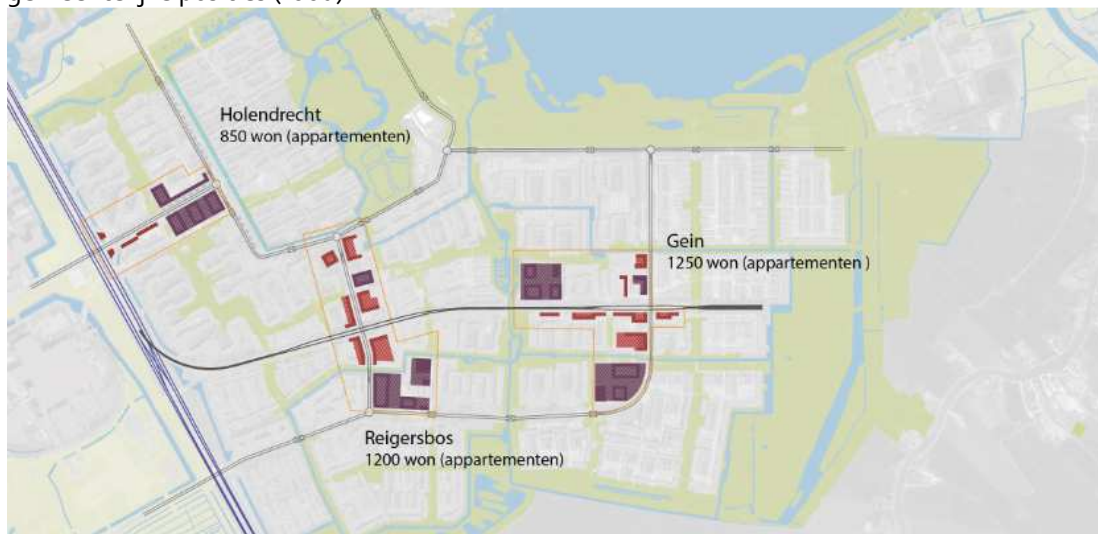 Holendrecht
850 won (appartementen)
Gein
1250 won (appartementen )
Reigersbos
1200 won (appartementen)